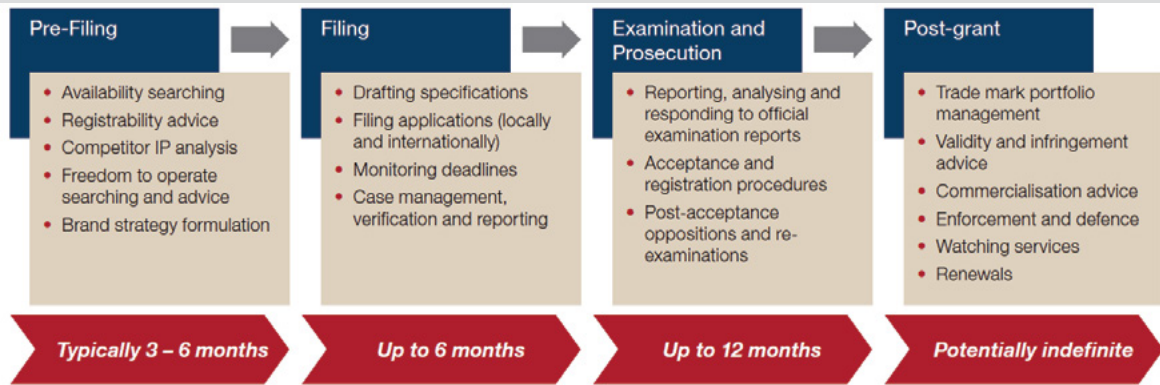 Pre-Filing
• Availability searching
• Registrability advice
• Competitor IP analysis
• Freedom to operate
searching and advice
• Brand strategy formulation
Typically 3 – 6 months
Filing
• Drafting specifications
• Filing applications (locally
and internationally)
• Monitoring deadlines
• Case management,
verification and reporting
Up to 6 months
Examination and
Prosecution
• Reporting, analysing and
responding to official
examination reports
• Acceptance and
registration procedures
• Post-acceptance
oppositions and re-
examinations
Up to 12 months
Post-grant
• Trade mark portfolio
management
• Validity and infringement
advice
• Commercialisation advice
• Enforcement and defence
• Watching services
• Renewals
Potentially indefinite